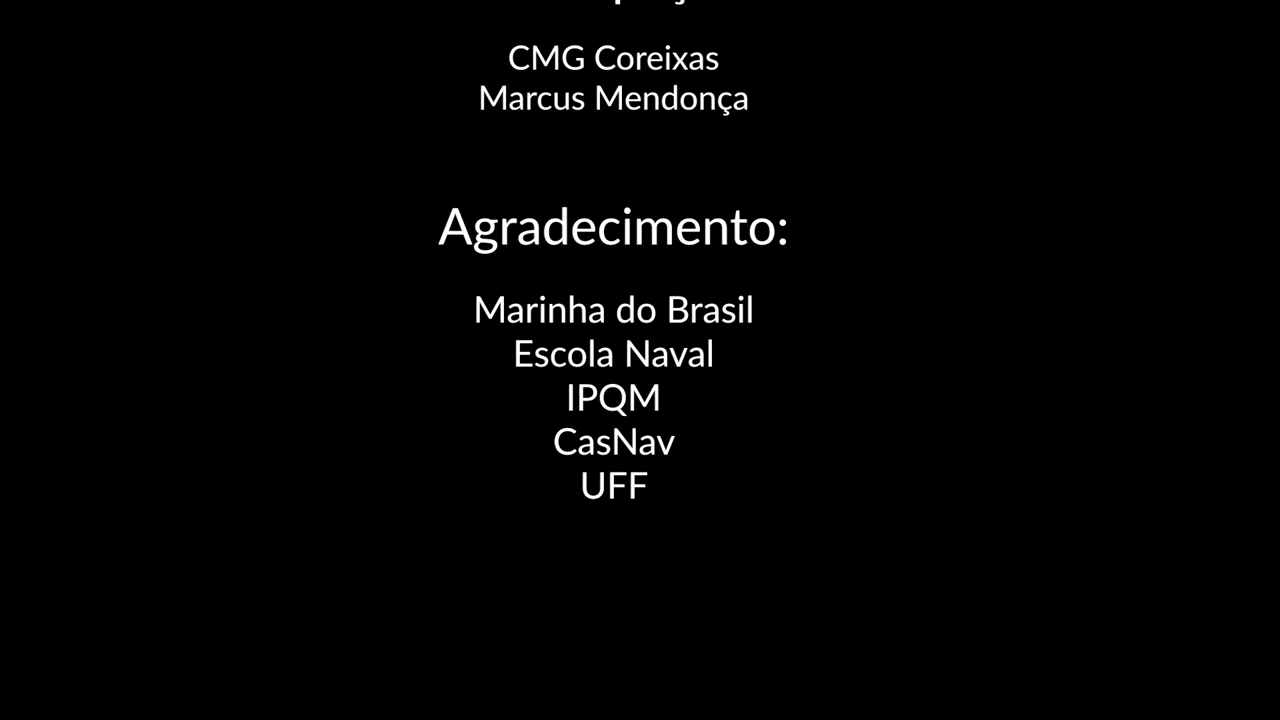 CMG Coreixas
Marcus Mendonça
Agradecimento:
Marinha do Brasil
Escola Naval
IPQM
CasNav
UFF